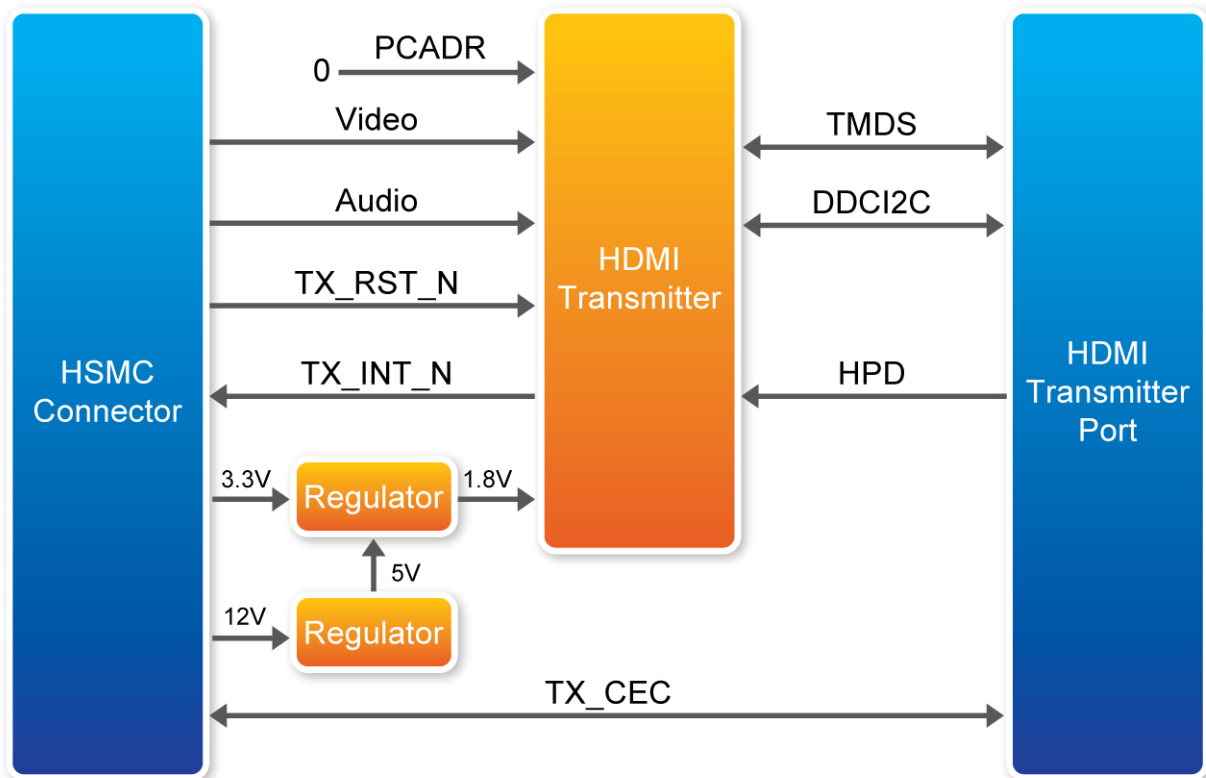 PCADR
0
Video
Audio
TX_RST_N
TX_INT_N
HSMC
Connector
3.3V
Regulator
1.8V
5V
12V
Regulator
HDMI
Transmitter
TMDS
DDCI2C
HPD
HDMI
Transmitter
Port
TX_CEC